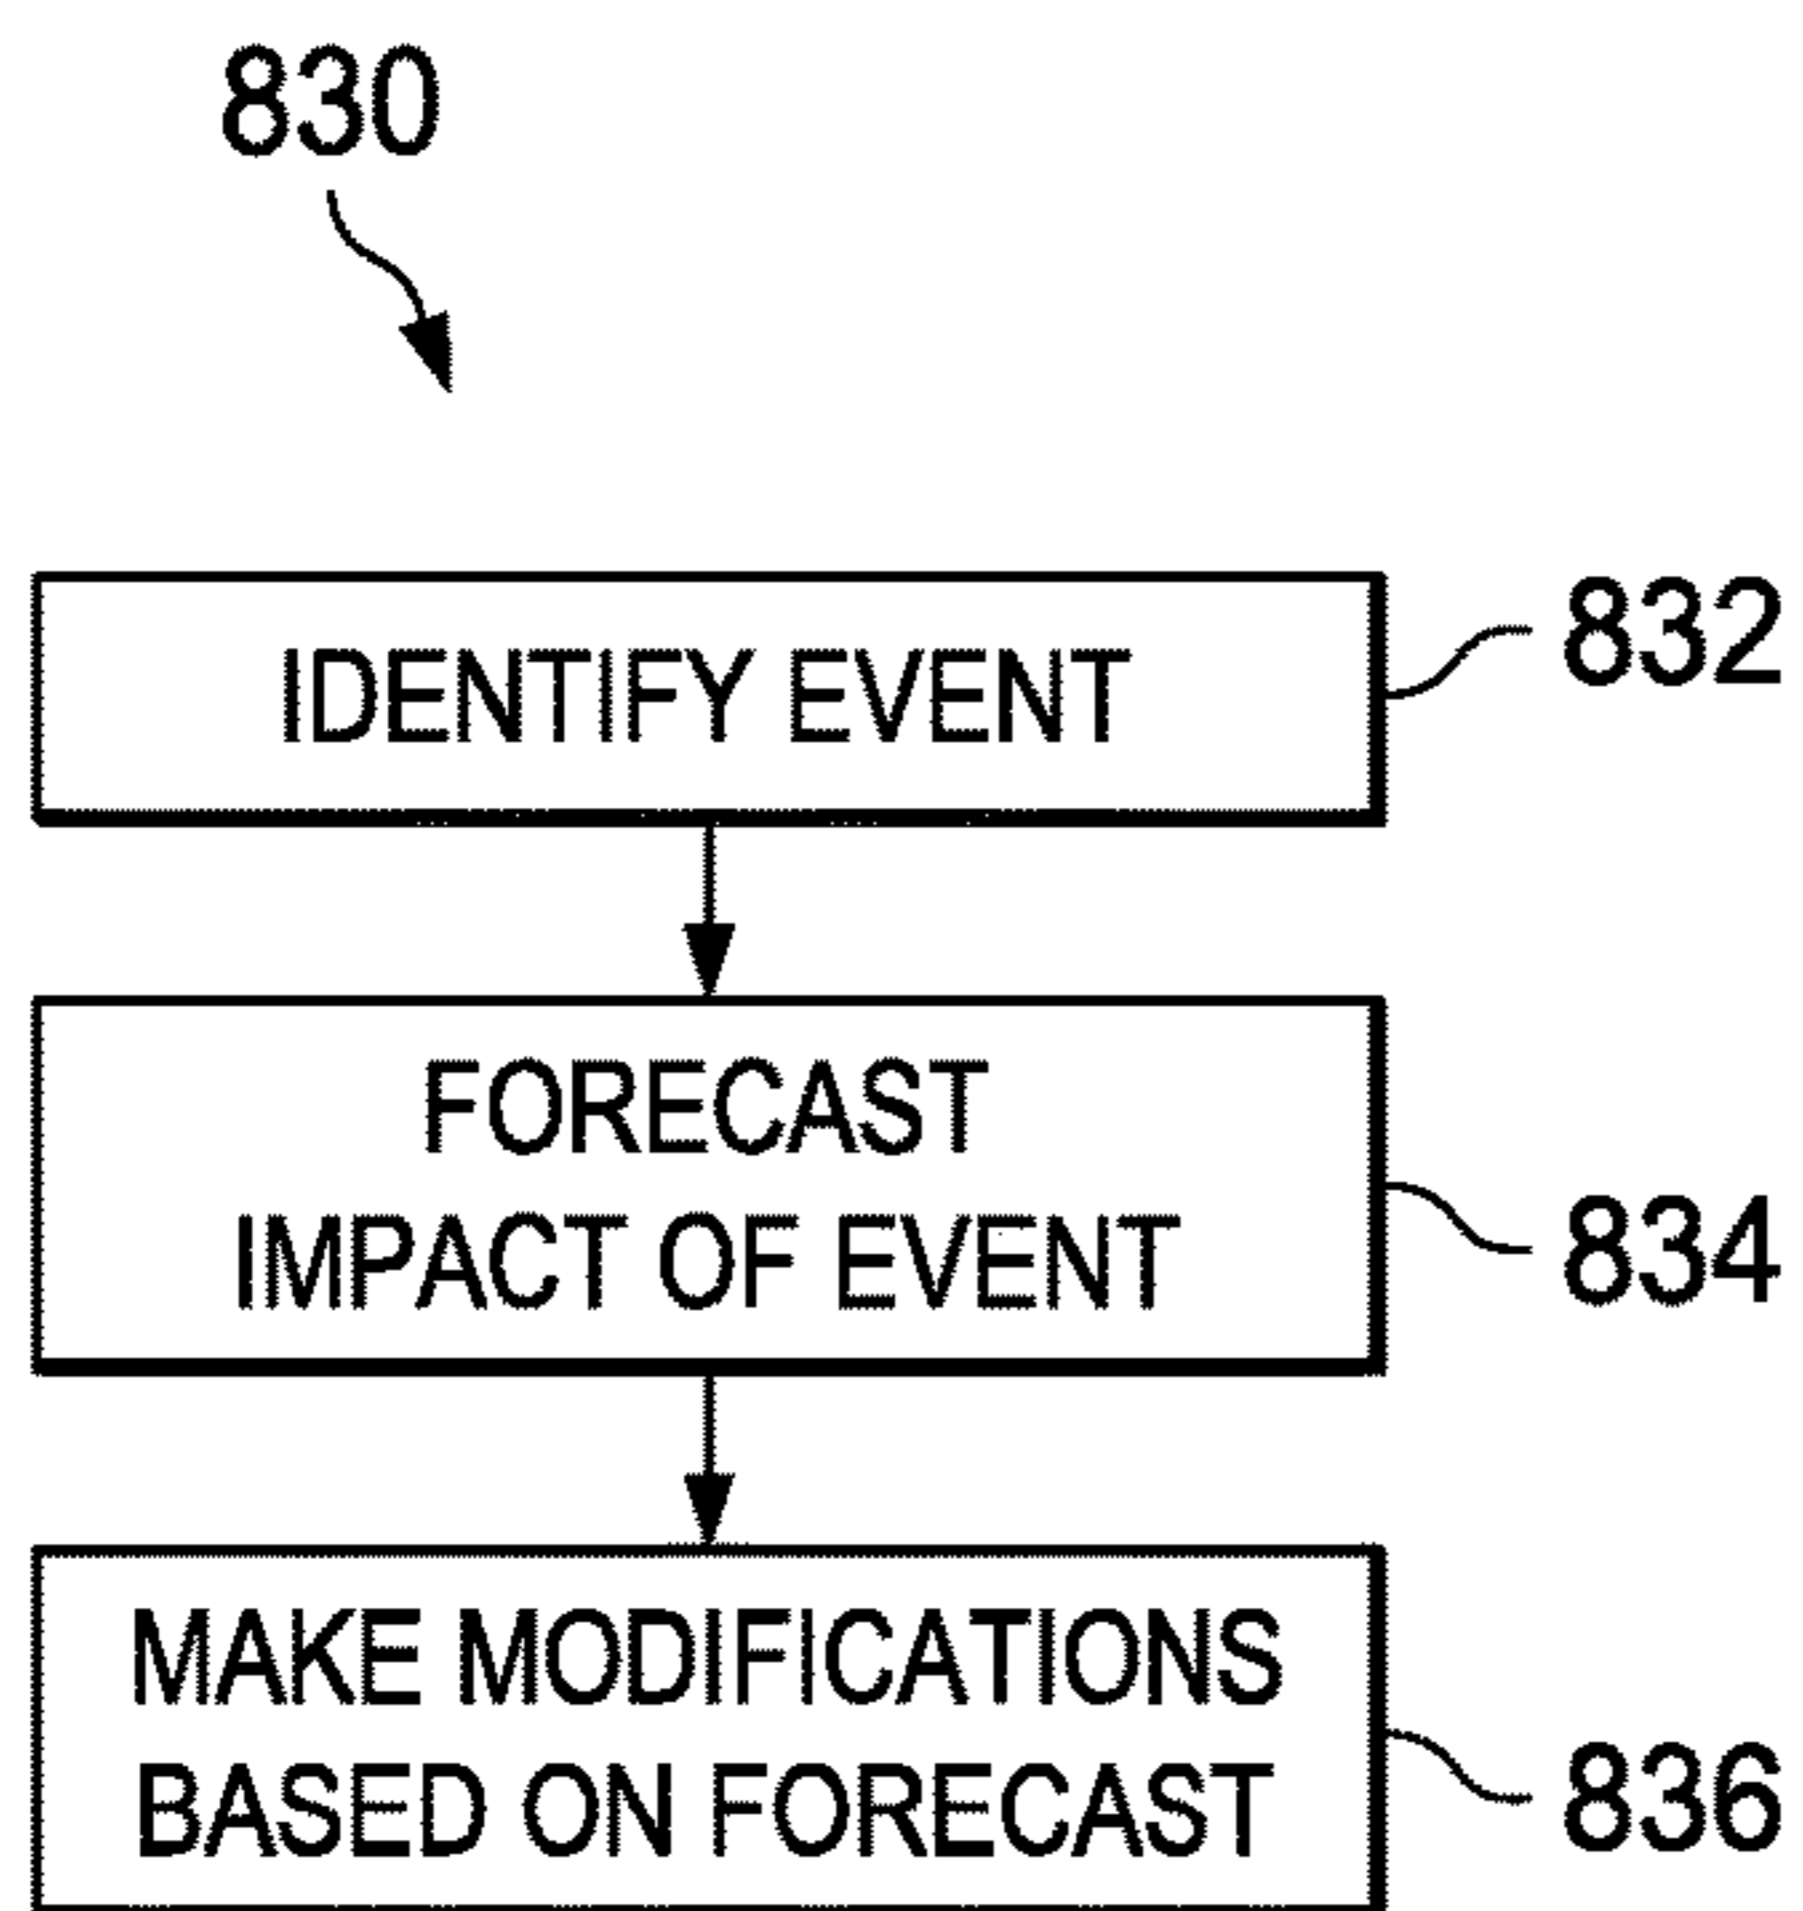 830
IDENTIFY EVENT
832
FORECAST
IMPACT OF EVENT
834
MAKE MODIFICATIONS
BASED ON FORECAST
836